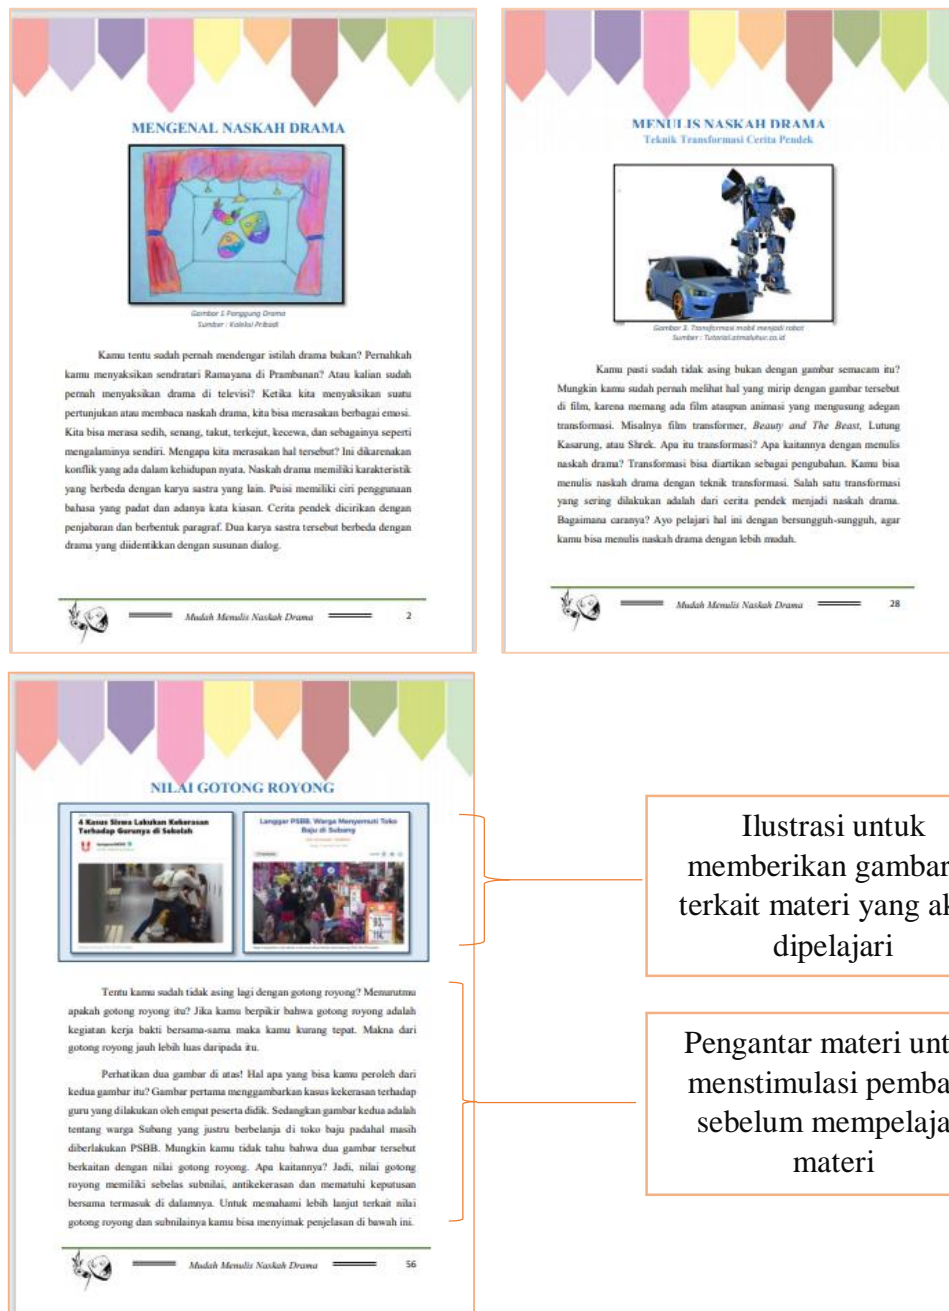 MENGENAL NASKAH DRAMA
Gambar 1 Panggung Drama
Sumber : Koleksi Pribadi
Kamu tentu sudah pernah mendengar istilah drama bukan? Pernahkah
kamu menyaksikan sendratari Ramayana di Prambanan? Atau kalian sudah
pernah menyaksikan drama di televisi? Ketika kita menyaksikan suatu
pertunjukan atau membaca naskah drama, kita bisa merasakan berbagai emosi.
Kita bisa merasa sedih, senang, takut, terkejut, kecewa, dan sebagainya seperti
mengalaminya sendiri. Mengapa kita merasakan hal tersebut? Ini dikarenakan
konflik yang ada dalam kehidupan nyata. Naskah drama memiliki karakteristik
yang berbeda dengan karya sastra yang lain. Puisi memiliki ciri penggunaan
bahasa yang padat dan adanya kata kiasan. Cerita pendek dicirikan dengan
penjabaran dan berbentuk paragraf. Dua karya sastra tersebut berbeda dengan
drama yang diidentikkan dengan susunan dialog.
Mudah Menulis Naskah Drama 2
MENULIS NASKAH DRAMA
Teknik Transformasi Cerita Pendek
Gambar 3. Transformasi mobil menjadi robot
Sumber : Tutorial.atmaluhur.co.id
Kamu pasti sudah tidak asing bukan dengan gambar semacam itu?
Mungkin kamu sudah pernah melihat hal yang mirip dengan gambar tersebut
di film, karena memang ada film ataupun animasi yang mengusung adegan
transformasi. Misalnya film transformer, Beauty and The Beast, Lutung
Kasarung, atau Shrek. Apa itu transformasi? Apa kaitannya dengan menulis
naskah drama? Transformasi bisa diartikan sebagai pengubahan. Kamu bisa
menulis naskah drama dengan teknik transformasi. Salah satu transformasi
yang sering dilakukan adalah dari cerita pendek menjadi naskah drama.
Bagaimana caranya? Ayo pelajari hal ini dengan bersungguh-sungguh, agar
kamu bisa menulis naskah drama dengan lebih mudah.
Mudah Menulis Naskah Drama 28
NILAI GOTONG ROYONG
4 Kasus Siswa Lakukan Kekerasan
Terhadap Gurunya di Sekolah
Langgar PSBB, Warga Menyemuti Toko
Baju di Subang
Tentu kamu sudah tidak asing lagi dengan gotong royong? Menurutmu
apakah gotong royong itu? Jika kamu berpikir bahwa gotong royong adalah
kegiatan kerja bakti bersama-sama maka kamu kurang tepat. Makna dari
gotong royong jauh lebih luas daripada itu.
Perhatikan dua gambar di atas! Hal apa yang bisa kamu peroleh dari
kedua gambar itu? Gambar pertama menggambarkan kasus kekerasan terhadap
guru yang dilakukan oleh empat peserta didik. Sedangkan gambar kedua adalah
tentang warga Subang yang justru berbelanja di toko baju padahal masih
diberlakukan PSBB. Mungkin kamu tidak tahu bahwa dua gambar tersebut
berkaitan dengan nilai gotong royong. Apa kaitannya? Jadi, nilai gotong
royong memiliki sebelas subnilai, antikekerasan dan mematuhi keputusan
bersama termasuk di dalamnya. Untuk memahami lebih lanjut terkait nilai
gotong royong dan subnilainya kamu bisa menyimak penjelasan di bawah ini.
Mudah Menulis Naskah Drama 56
Ilustrasi untuk
memberikan gambar
terkait materi yang ak
dipelajari
Pengantar materi unt
menstimulasi pemba
sebelum mempelaja
materi